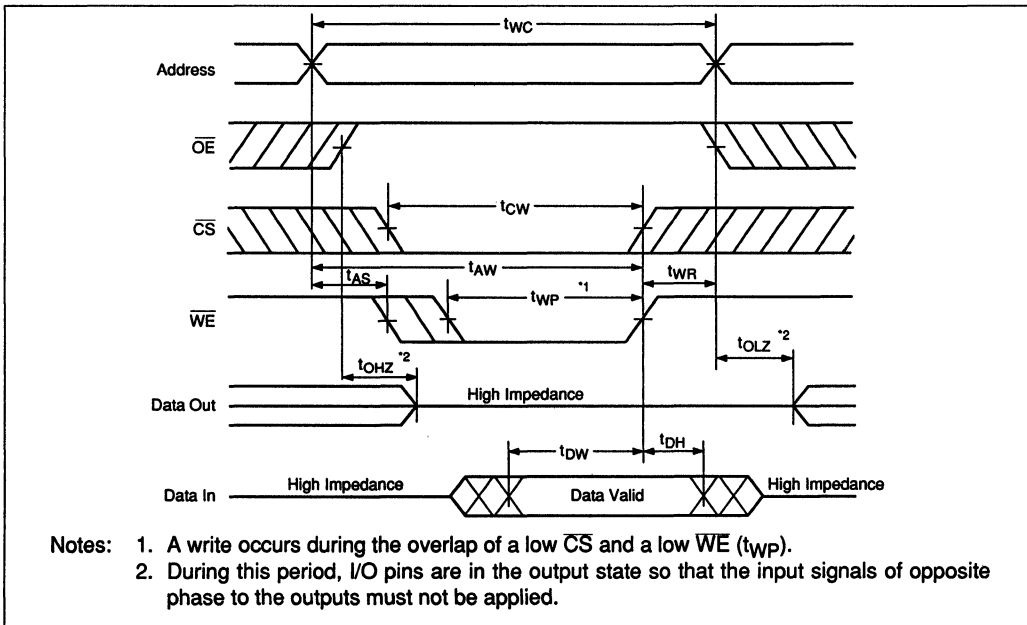 tWC
Address
OE
tCW
CS
tAW
tAS
tWR
tWP *1
WE
tOHZ *2
tOLZ *2
High Impedance
Data Out
tDW
tDH
High Impedance
Data In
Data Valid
High Impedance
Notes: 1. A write occurs during the overlap of a low CS and a low WE (tWP).
2. During this period, I/O pins are in the output state so that the input signals of opposite
phase to the outputs must not be applied.